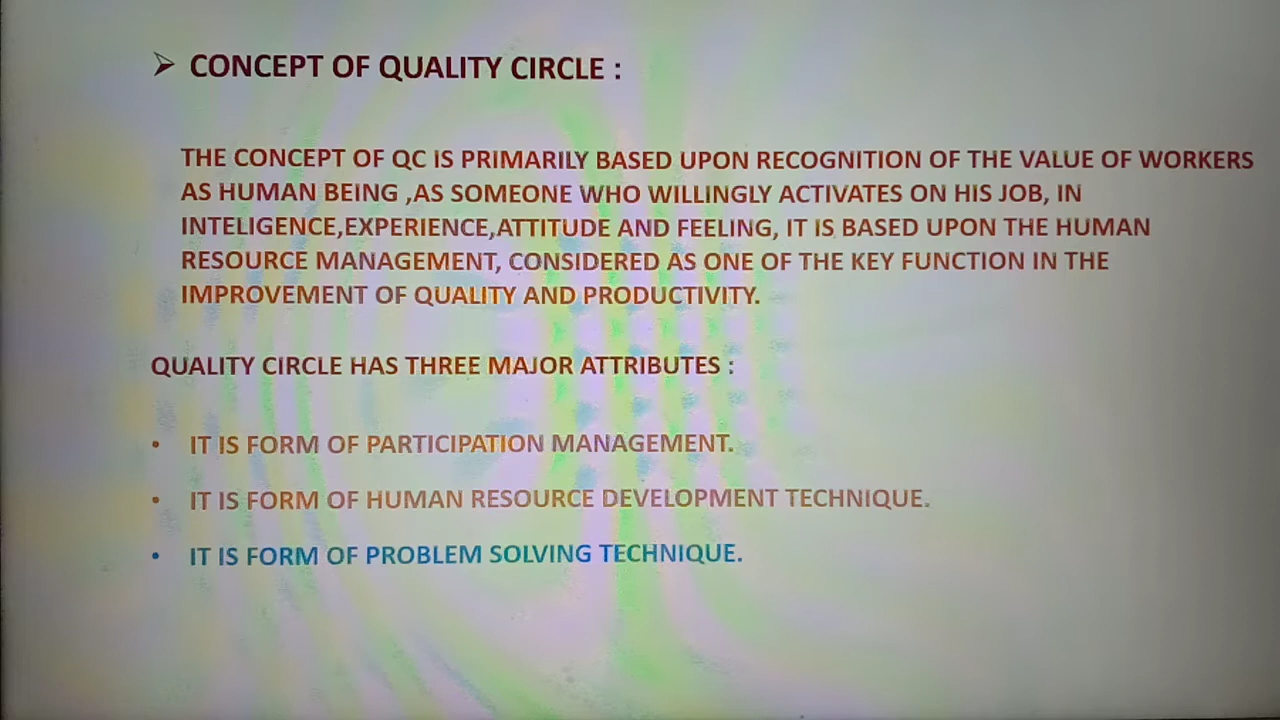 ➢ CONCEPT OF QUALITY CIRCLE :
THE CONCEPT OF QC IS PRIMARILY BASED UPON RECOGNITION OF THE VALUE OF WORKERS
AS HUMAN BEING ,AS SOMEONE WHO WILLINGLY ACTIVATES ON HIS JOB, IN
INTELIGENCE,EXPERIENCE,ATTITUDE AND FEELING, IT IS BASED UPON THE HUMAN
RESOURCE MANAGEMENT, CONSIDERED AS ONE OF THE KEY FUNCTION IN THE
IMPROVEMENT OF QUALITY AND PRODUCTIVITY.
QUALITY CIRCLE HAS THREE MAJOR ATTRIBUTES :
• IT IS FORM OF PARTICIPATION MANAGEMENT.
• IT IS FORM OF HUMAN RESOURCE DEVELOPMENT TECHNIQUE.
• IT IS FORM OF PROBLEM SOLVING TECHNIQUE.